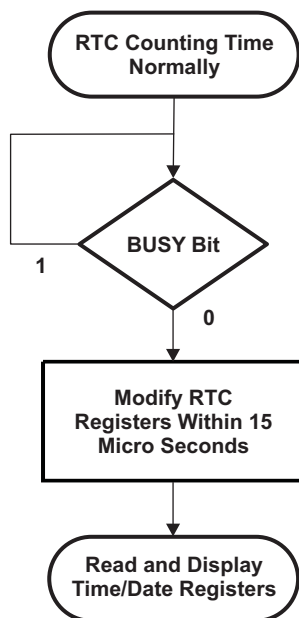 RTC Counting Time
Normally
BUSY Bit
1
0
Modify RTC
Registers Within 15
Micro Seconds
Read and Display
Time/Date Registers